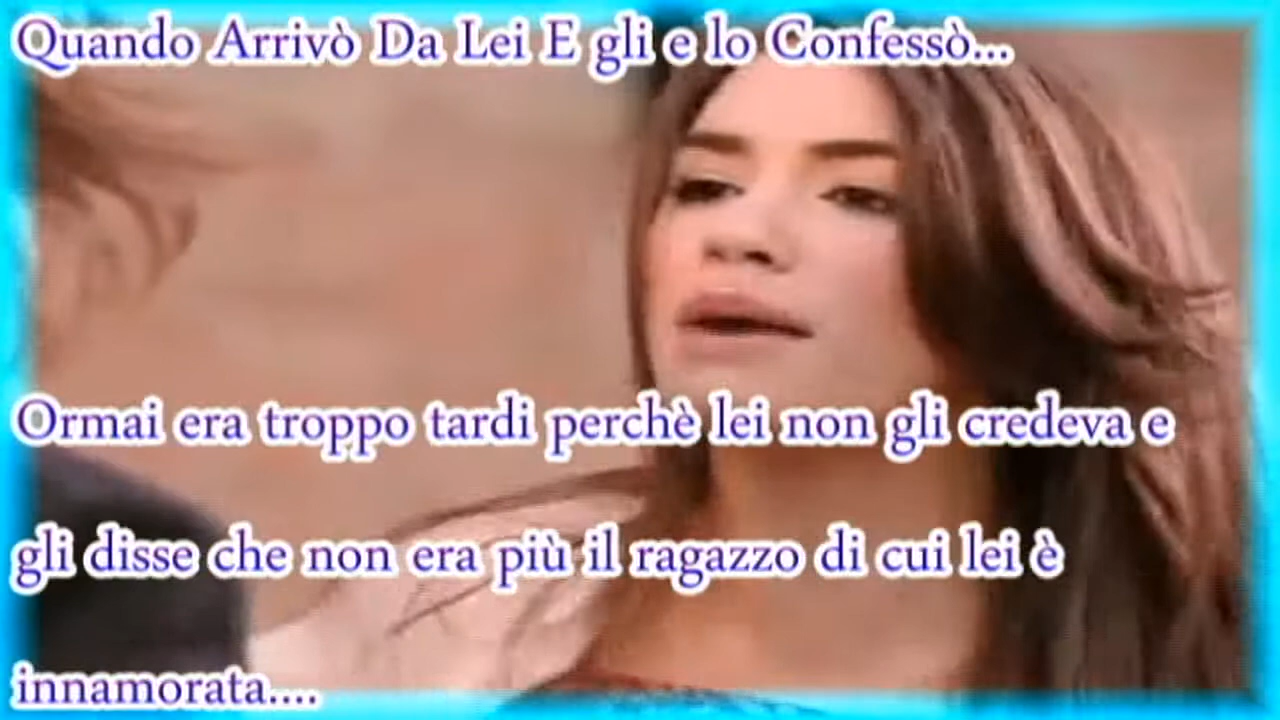 Quando Arrivò Da Lei E gli e lo Confessò...
Ormai era troppo tardi perchè lei non gli credeva e
gli disse che non era più il ragazzo di cui lei è
innamorata....